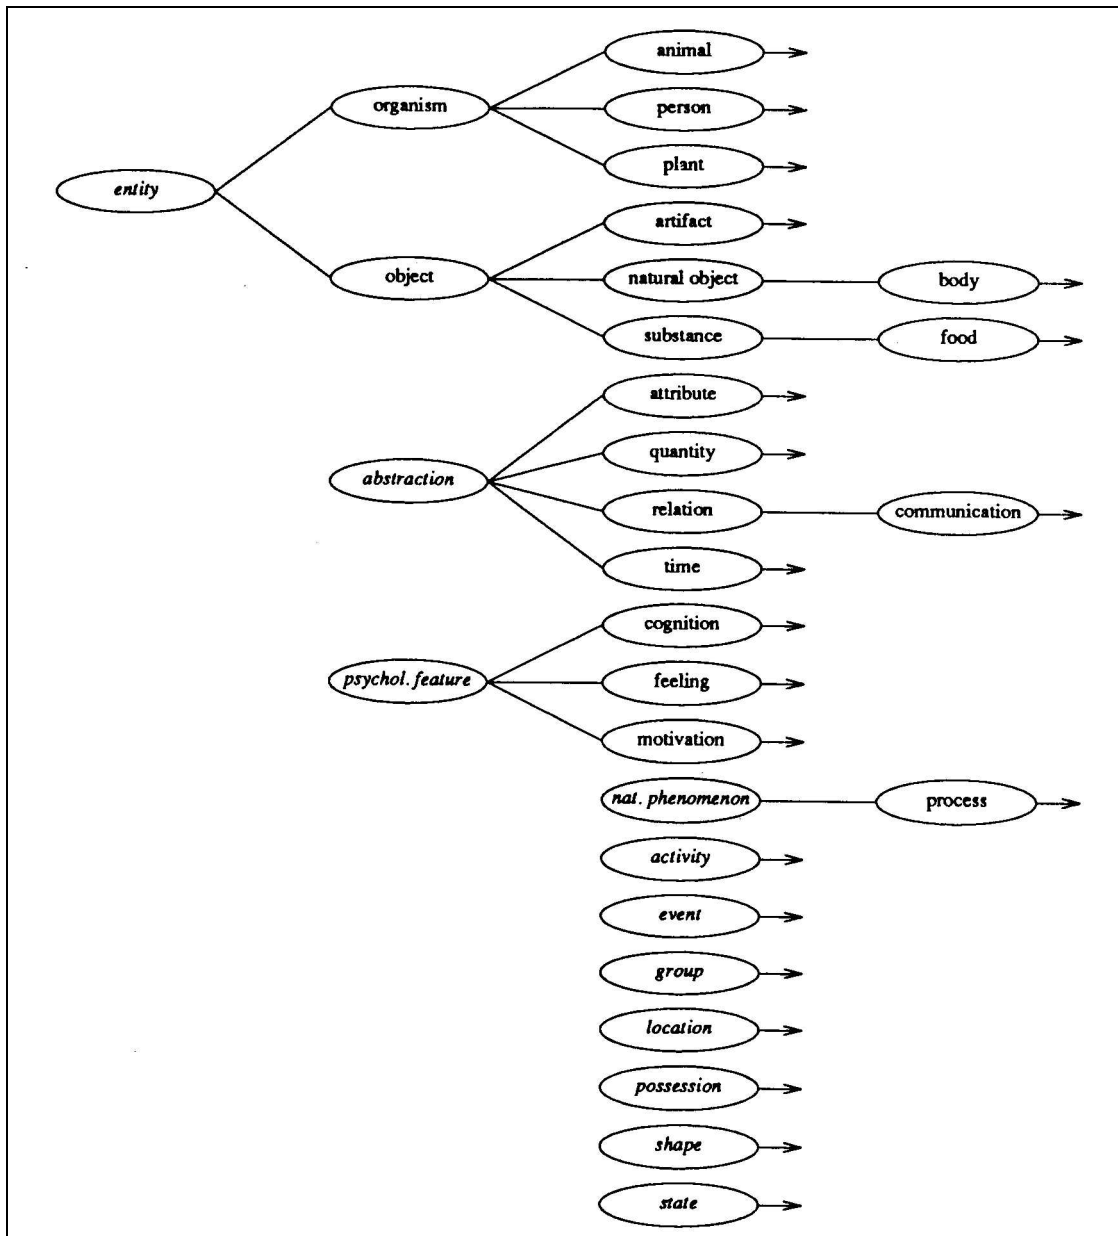 animal
organism
person
plant
entity
artifact
object
natural object
body
substance
food
attribute
quantity
abstraction
relation
communication
time
cognition
psychol. feature
feeling
motivation
nat. phenomenon
process
activity
event
group
location
possession
shape
state